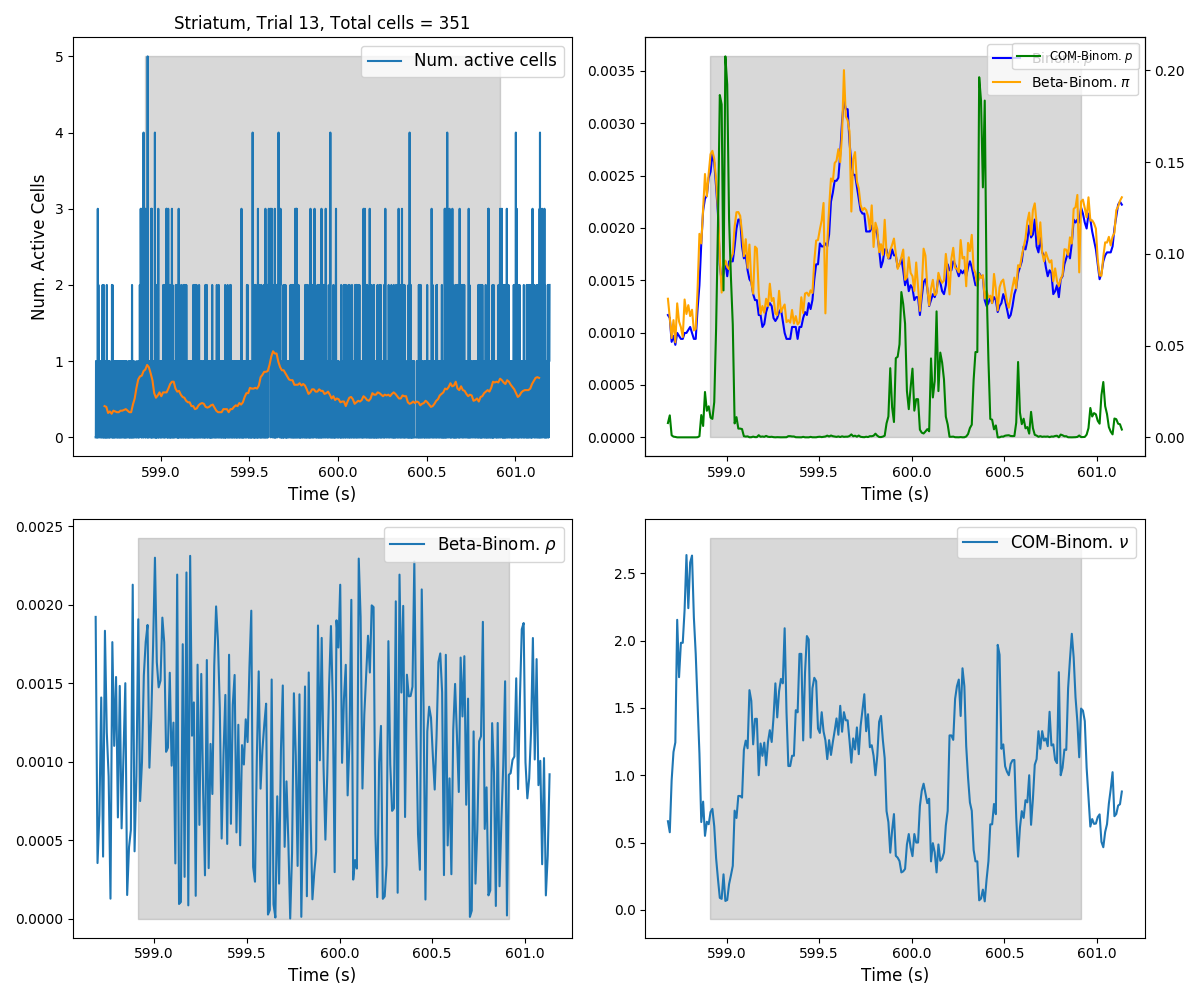 Striatum, Trial 13, Total cells = 351
Num. active cells
Num. Active Cells
5
4
3
2
1
0
599.0 599.5 600.0 600.5 601.0
Time (s)
COM-Binom. p
Beta-Binom. π
0.0035
0.0030
0.0025
0.0020
0.0015
0.0010
0.0005
0.0000
0.20
0.15
0.10
0.05
0.00
599.0 599.5 600.0 600.5 601.0
Time (s)
Beta-Binom. ρ
0.0025
0.0020
0.0015
0.0010
0.0005
0.0000
599.0 599.5 600.0 600.5 601.0
Time (s)
COM-Binom. ν
2.5
2.0
1.5
1.0
0.5
0.0
599.0 599.5 600.0 600.5 601.0
Time (s)